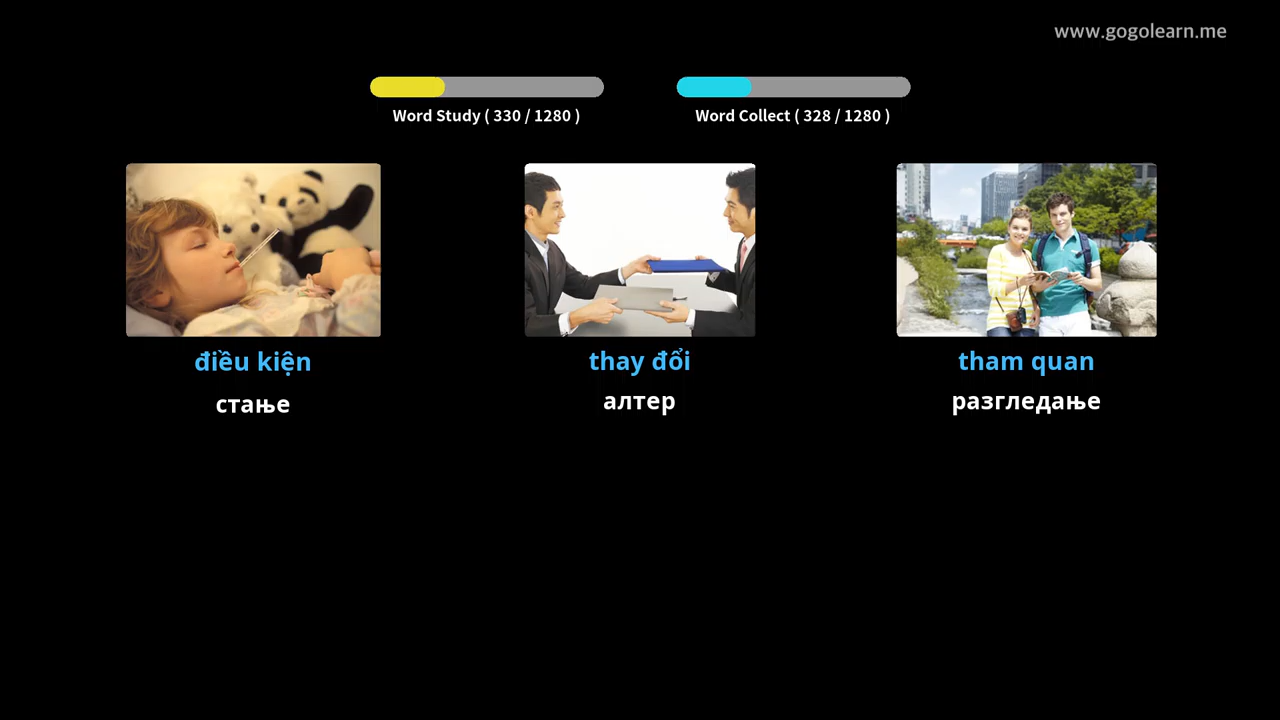 www.gogolearn.me
Word Study ( 330 / 1280 )
Word Collect ( 328 / 1280 )
điều kiện
thay đổi
tham quan
стање
алтер
разгледање